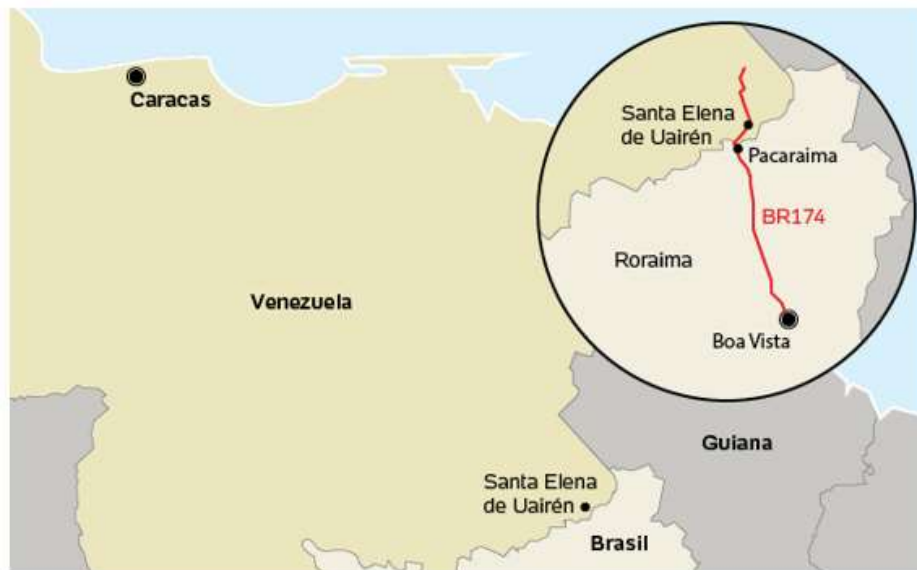 Caracas
Santa Elena
de Uairén
Pacaraima
BR174
Roraima
Venezuela
Boa Vista
Guiana
Santa Elena
de Uairén
Brasil